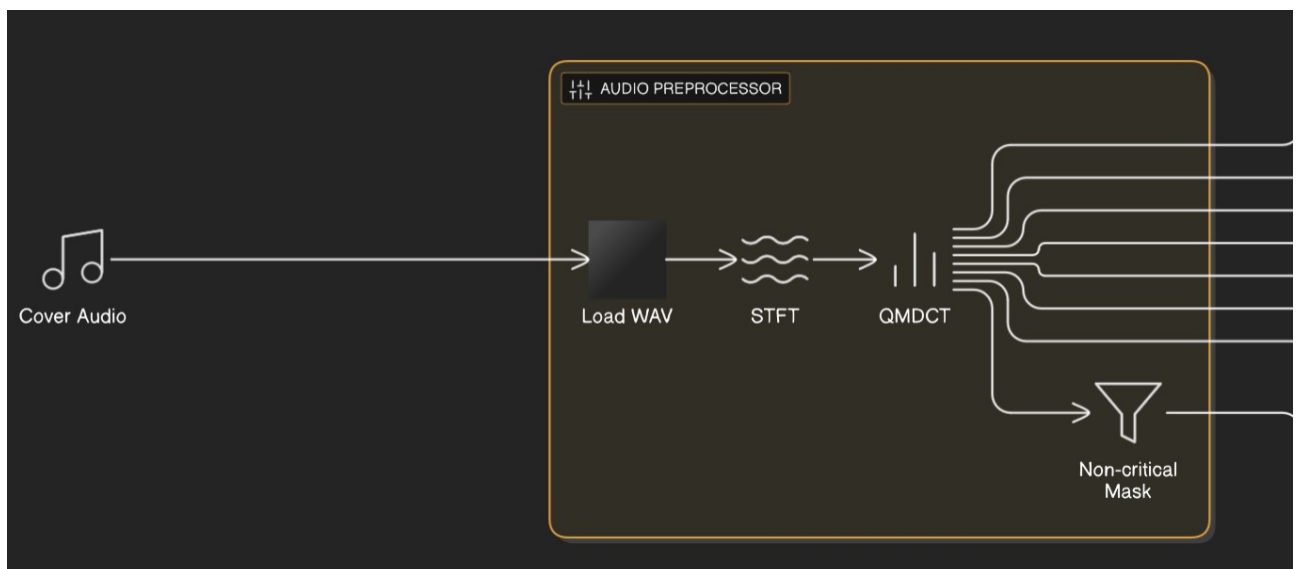 AUDIO PREPROCESSOR
Cover Audio
Load WAV
STFT
QMDCT
Non-critical
Mask